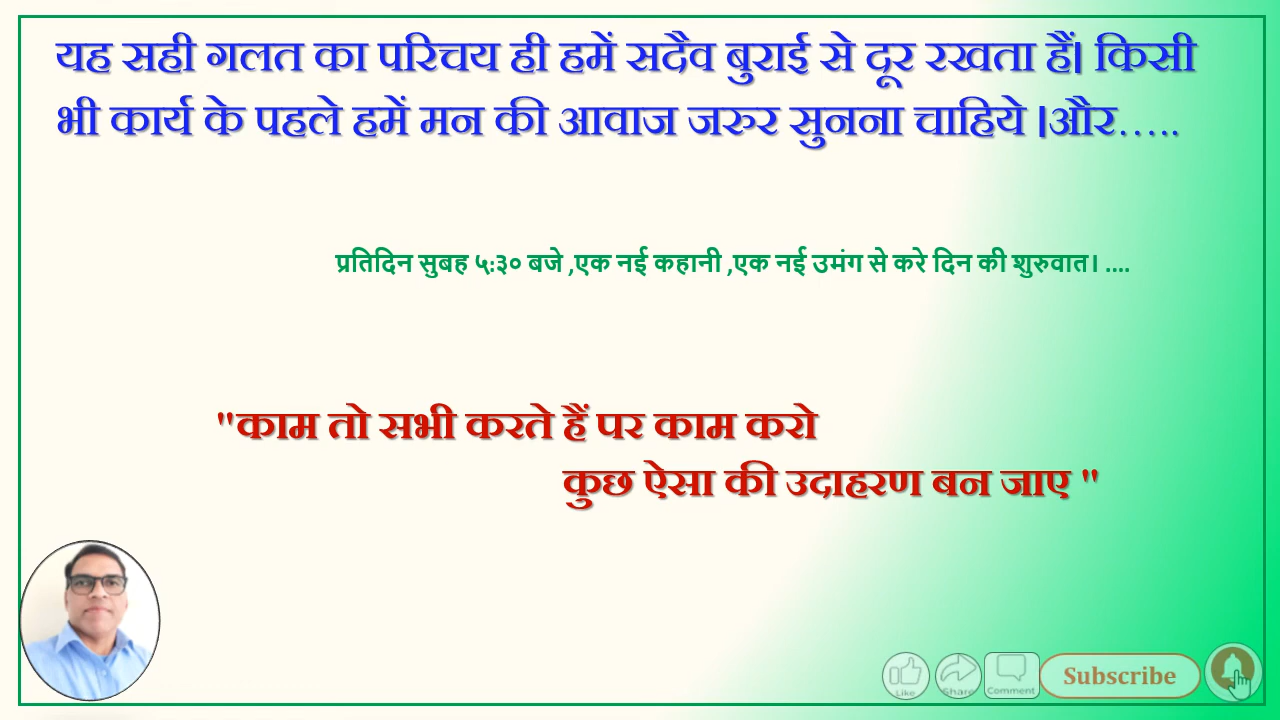 यह सही गलत का परिचय ही हमें सदैव बुराई से दूर रखता हैं| किसी
भी कार्य के पहले हमें मन की आवाज जरुर सुनना चाहिये |और.....
प्रतिदिन सुबह ५:३० बजे ,एक नई कहानी ,एक नई उमंग से करे दिन की शुरुवात। ....
"काम तो सभी करते हैं पर काम करो
कुछ ऐसा की उदाहरण बन जाए "
Like
Share
Comment
Subscribe